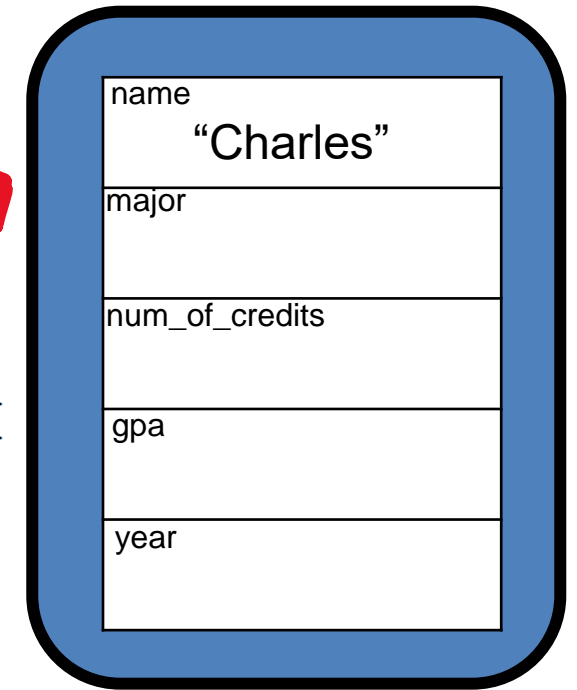 name
“Charles”
major
num_of_credits
gpa
year